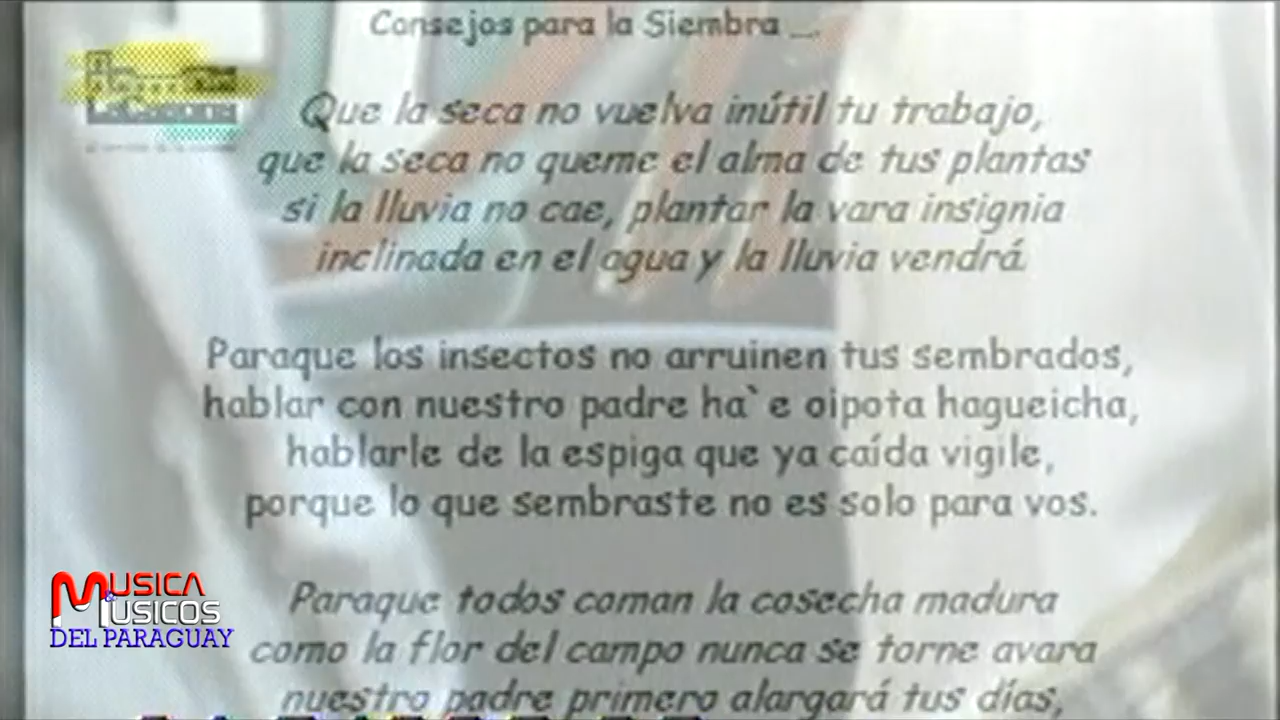 Consejos para la Siembra ....
Que la seca no vuelva inútil tu trabajo,
que la seca no queme el alma de tus plantas
si la lluvia no cae, plantar la vara insignia
inclinada en el agua y la lluvia vendrá.
Paraque los insectos no arruinen tus sembrados,
hablar con nuestro padre ha`e oipota hagueicha,
hablarle de la espiga que ya caída vigile,
porque lo que sembraste no es solo para vos.
Paraque todos coman la cosecha madura
como la flor del campo nunca se torne avara
nuestro padre primero alargará tus días,
MUSICA
& MUSICOS
DEL PARAGUAY